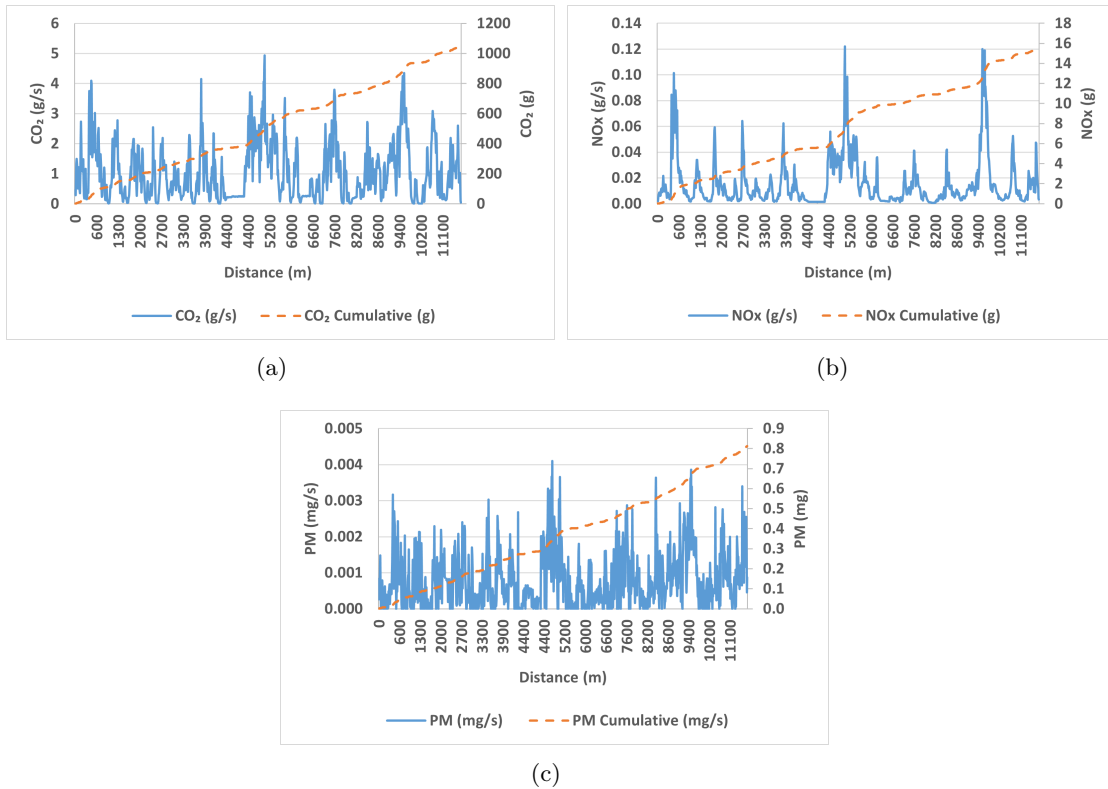 6
5
4
3
2
1
0
CO₂ (g/s)
1200
1000
800
600
400
200
0
CO₂ (g)
0 600 1300 2000 2700 3300 3900 4400 5200 6000 6600 7600 8600 9400 10200 11100
Distance (m)
CO₂ (g/s) CO₂ Cumulative (g)
(a)
0.14
0.12
0.10
0.08
0.06
0.04
0.02
0.00
NOx (g/s)
18
16
14
12
10
8
6
4
2
0
NOx (g)
0 600 1300 2000 2700 3300 3900 4400 5200 6000 6600 7600 8600 9400 10200 11100
Distance (m)
NOx (g/s) NOx Cumulative (g)
(b)
0.005
0.004
0.003
0.002
0.001
0.000
PM (mg/s)
0.9
0.8
0.7
0.6
0.5
0.4
0.3
0.2
0.1
0.0
PM (mg)
0 600 1300 2000 2700 3300 3900 4400 5200 6000 6600 7600 8600 9400 10200 11100
Distance (m)
PM (mg/s) PM Cumulative (mg/s)
(c)